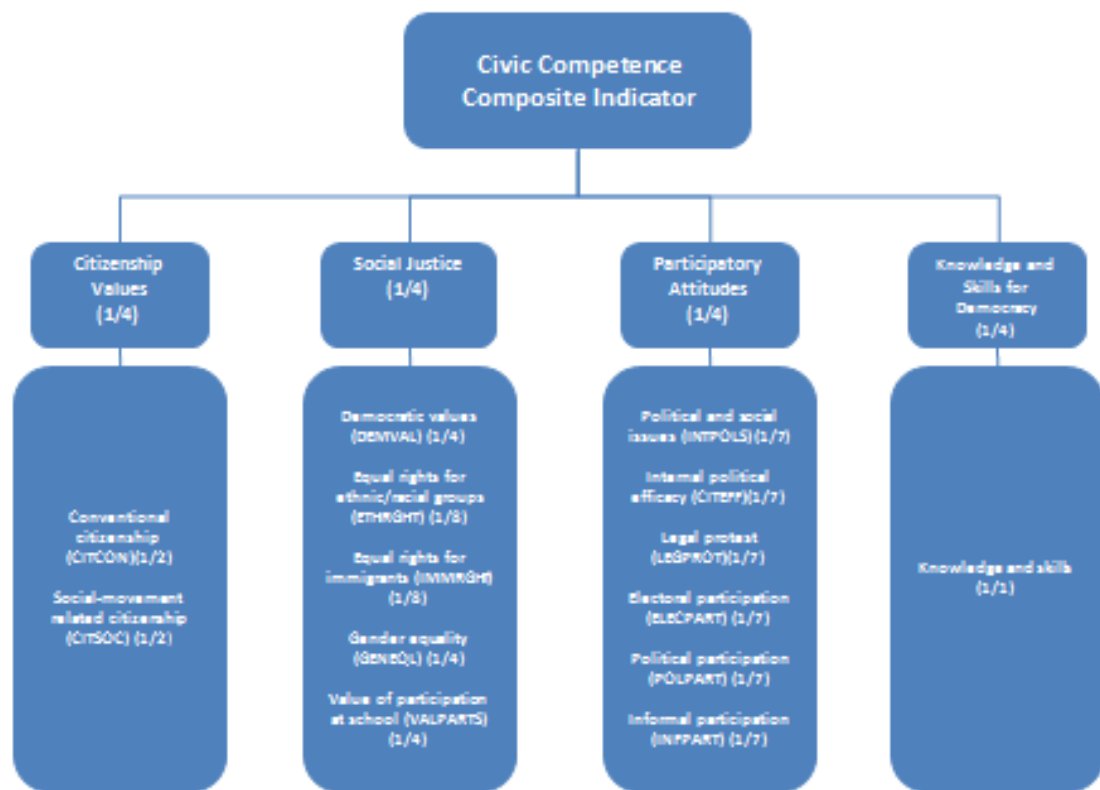 Civic Competence
Composite Indicator
Citizenship
Values
(1/4)
Social Justice
(1/4)
Participatory
Attitudes
(1/4)
Knowledge and
Skills for
Democracy
(1/4)
Conventional
citizenship
(CITCON)(1/2)
Social-movement
related citizenship
(CITSOC) (1/2)
Democratic values
(DEMVAL) (1/4)
Equal rights for
ethnic/racial groups
(ETHRGHT) (1/8)
Equal rights for
immigrants (IMMRGHT)
(1/8)
Gender equality
(GENEQL) (1/4)
Value of participation
at school (VALPARTS)
(1/4)
Political and social
issues (INTPOLS)(1/7)
Internal political
efficacy (CITEFF)(1/7)
Legal protest
(LEGPROT)(1/7)
Electoral participation
(ELECPART) (1/7)
Political participation
(POLPART) (1/7)
Informal participation
(INFPART) (1/7)
Knowledge and skills
(1/1)